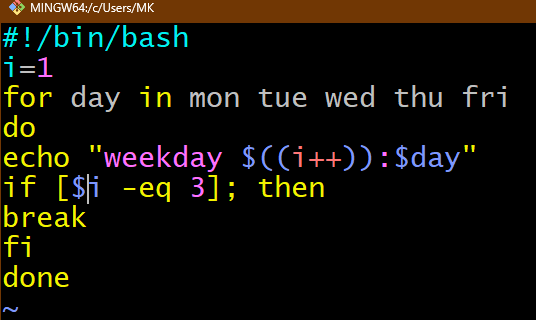 MINGW64:/c/Users/MK
#!/bin/bash
i=1
for day in mon tue wed thu fri
do
echo "weekday $((i++)):$day"
if [$i -eq 3]; then
break
fi
done
~